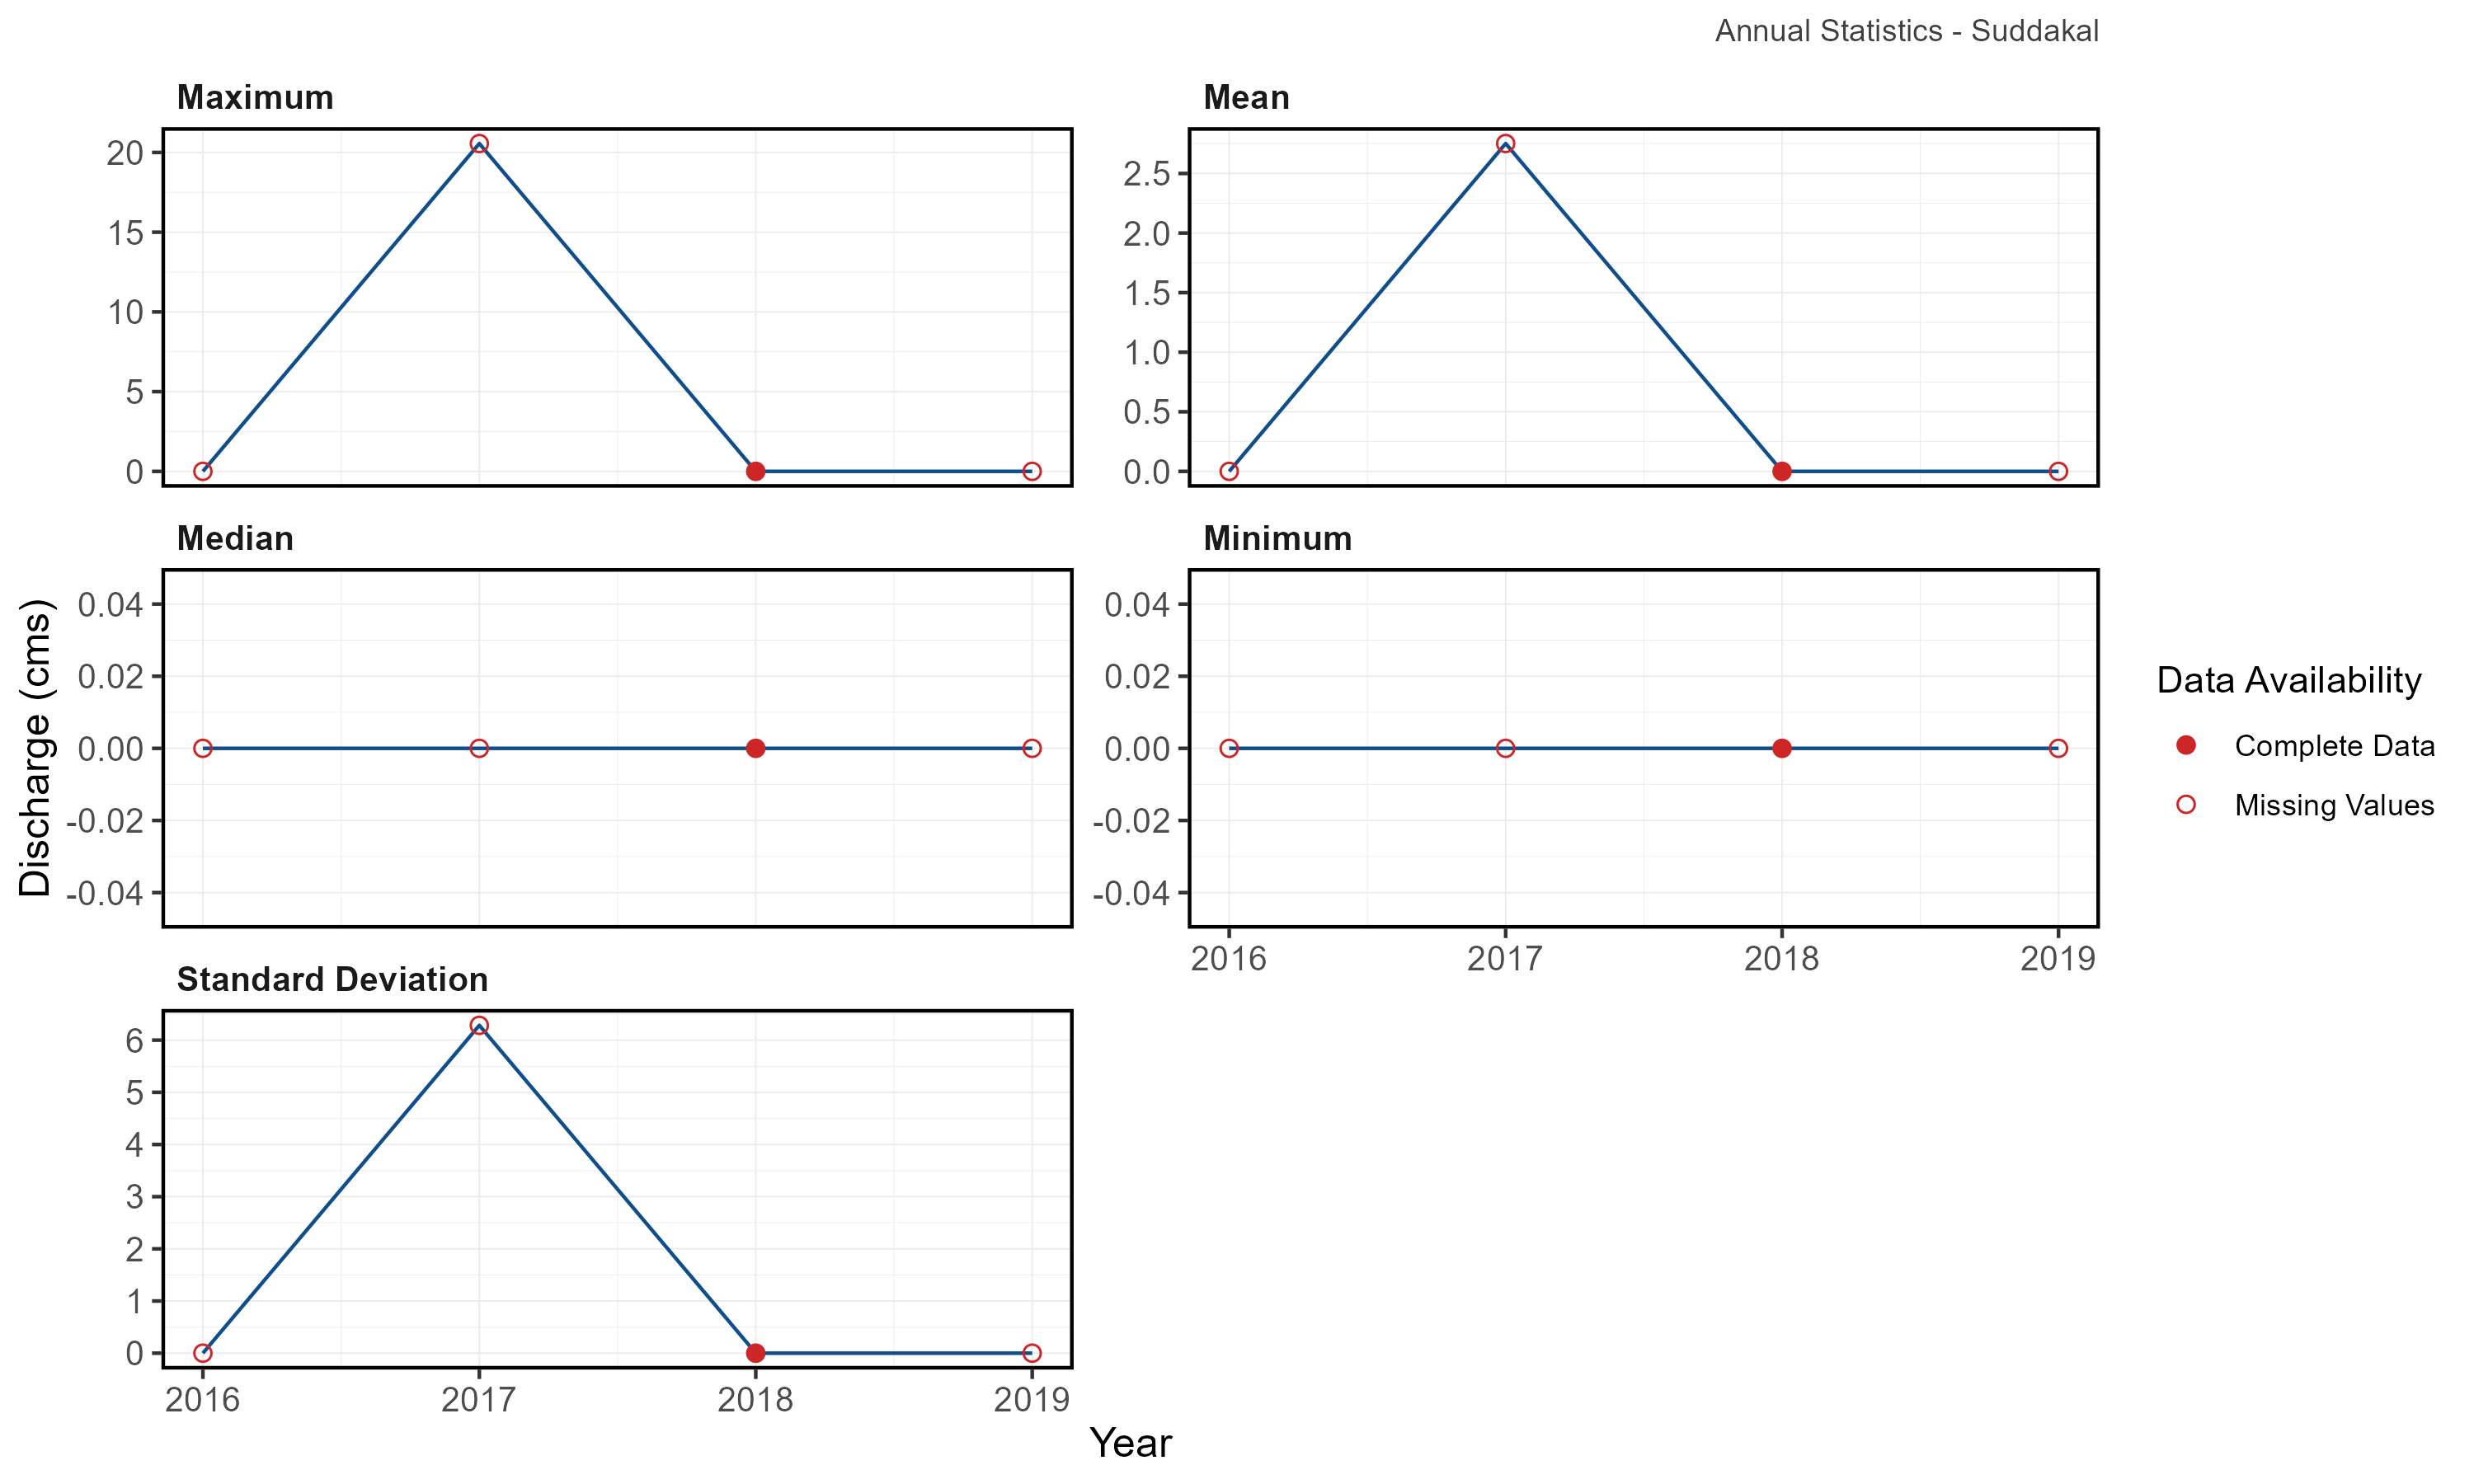 Annual Statistics - Suddakal
Maximum
20
15
10
5
0
Mean
2.5
2.0
1.5
1.0
0.5
0.0
Median
0.04
0.02
0.00
-0.02
-0.04
Minimum
0.04
0.02
0.00
-0.02
-0.04
2016 2017 2018 2019
Standard Deviation
6
5
4
3
2
1
0
2016 2017 2018 2019
Discharge (cms)
Year
Data Availability
Complete Data
Missing Values